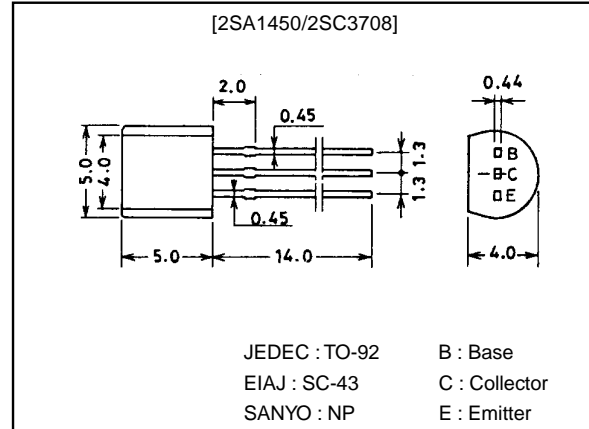 [2SA1450/2SC3708]
2.0
0.45
0.44
5.0
4.0
1.3
1.3
B
C
E
0.45
5.0
14.0
4.0
JEDEC : TO-92 B : Base
EIAJ : SC-43 C : Collector
SANYO : NP E : Emitter